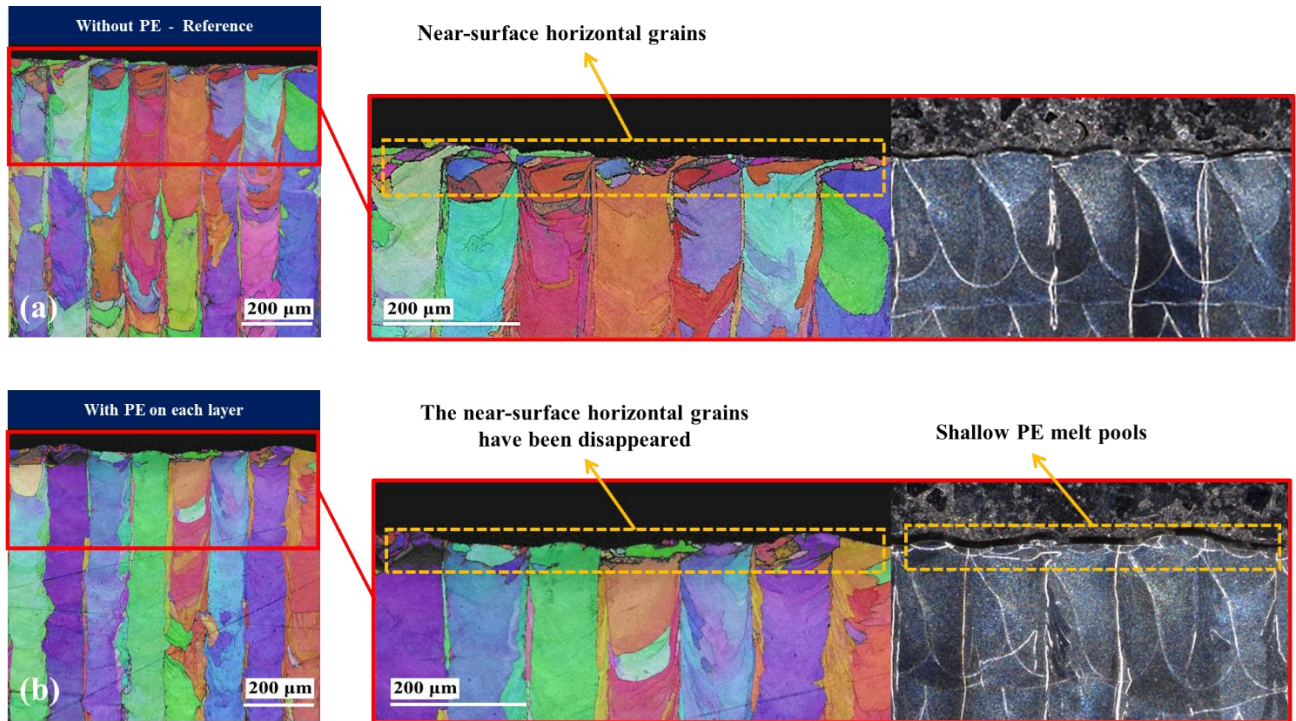 Without PE - Reference
Near-surface horizontal grains
(a)
200 µm
200 µm
With PE on each layer
The near-surface horizontal grains
have been disappeared
Shallow PE melt pools
(b)
200 µm
200 µm